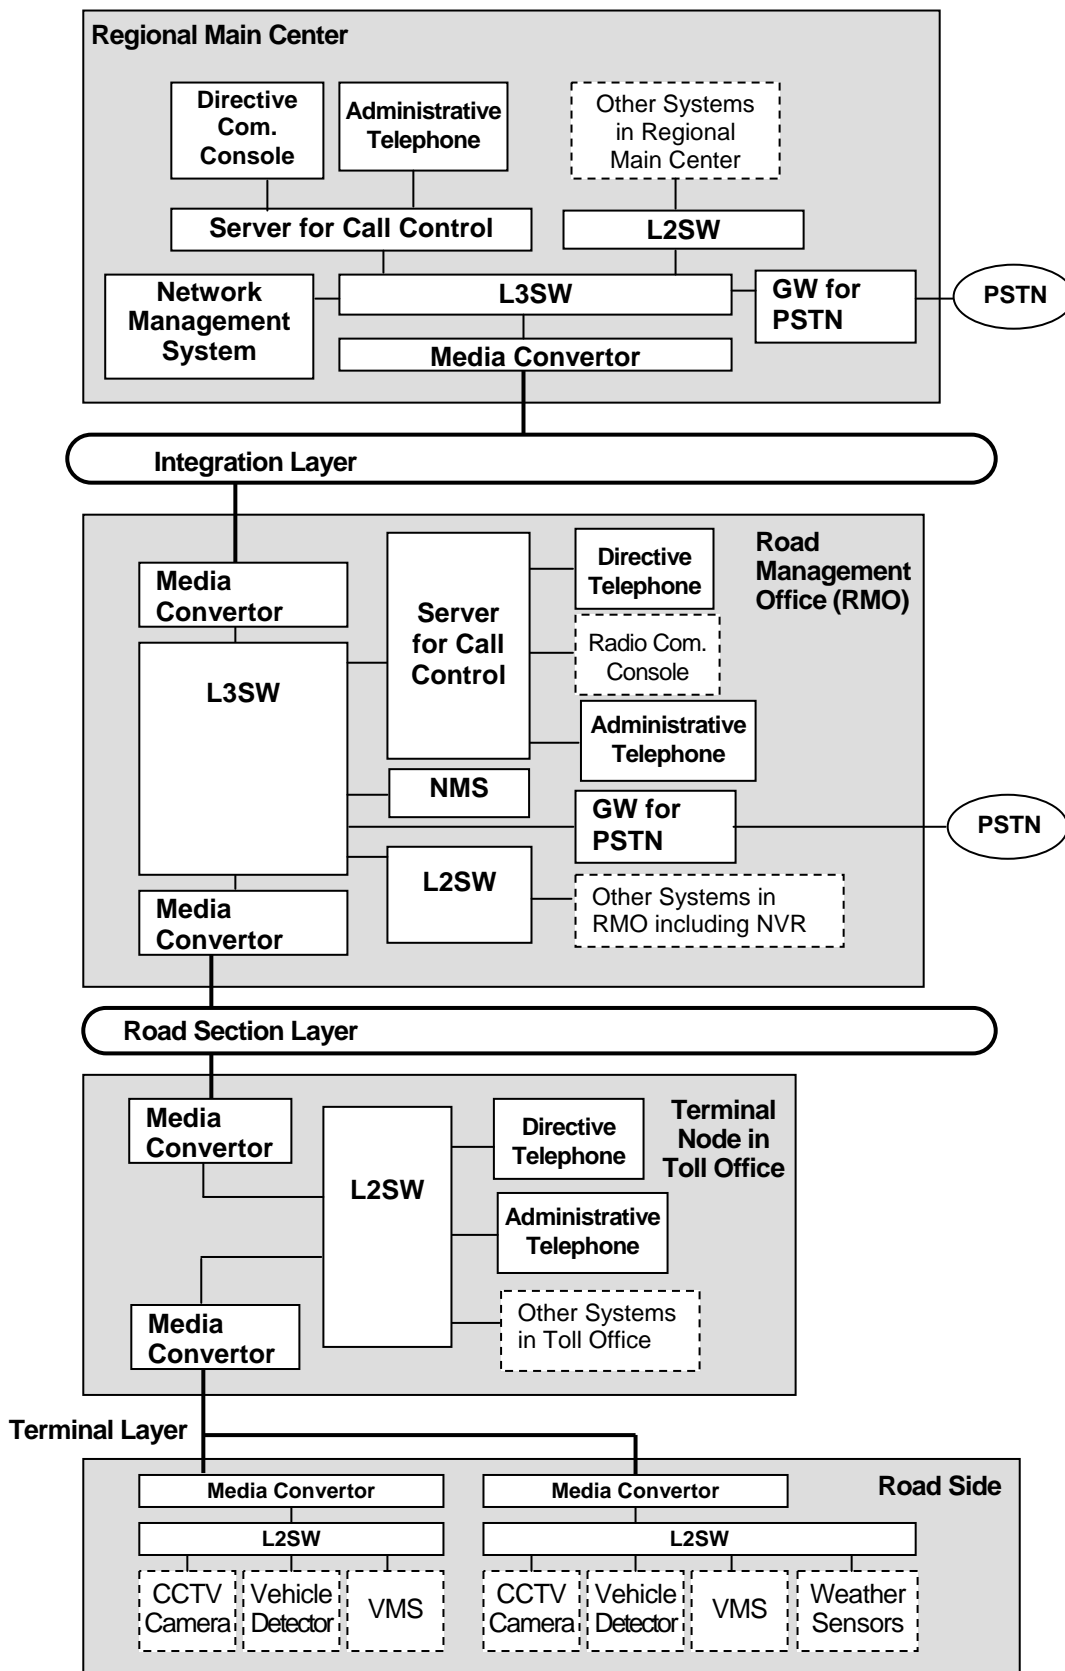 Regional Main Center
Directive
Com.
Console
Administrative
Telephone
Other Systems
in Regional
Main Center
Server for Call Control
L2SW
Network
Management
System
L3SW
GW for
PSTN
PSTN
Media Convertor
Integration Layer
Road
Management
Office (RMO)
Media
Convertor
Server
for Call
Control
Directive
Telephone
Radio Com.
Console
L3SW
Administrative
Telephone
NMS
GW for
PSTN
PSTN
L2SW
Other Systems in
RMO including NVR
Media
Convertor
Road Section Layer
Terminal
Node in
Toll Office
Media
Convertor
L2SW
Directive
Telephone
Administrative
Telephone
Other Systems
in Toll Office
Media
Convertor
Terminal Layer
Road Side
Media Convertor
Media Convertor
L2SW
L2SW
CCTV
Camera
Vehicle
Detector
VMS
CCTV
Camera
Vehicle
Detector
VMS
Weather
Sensors